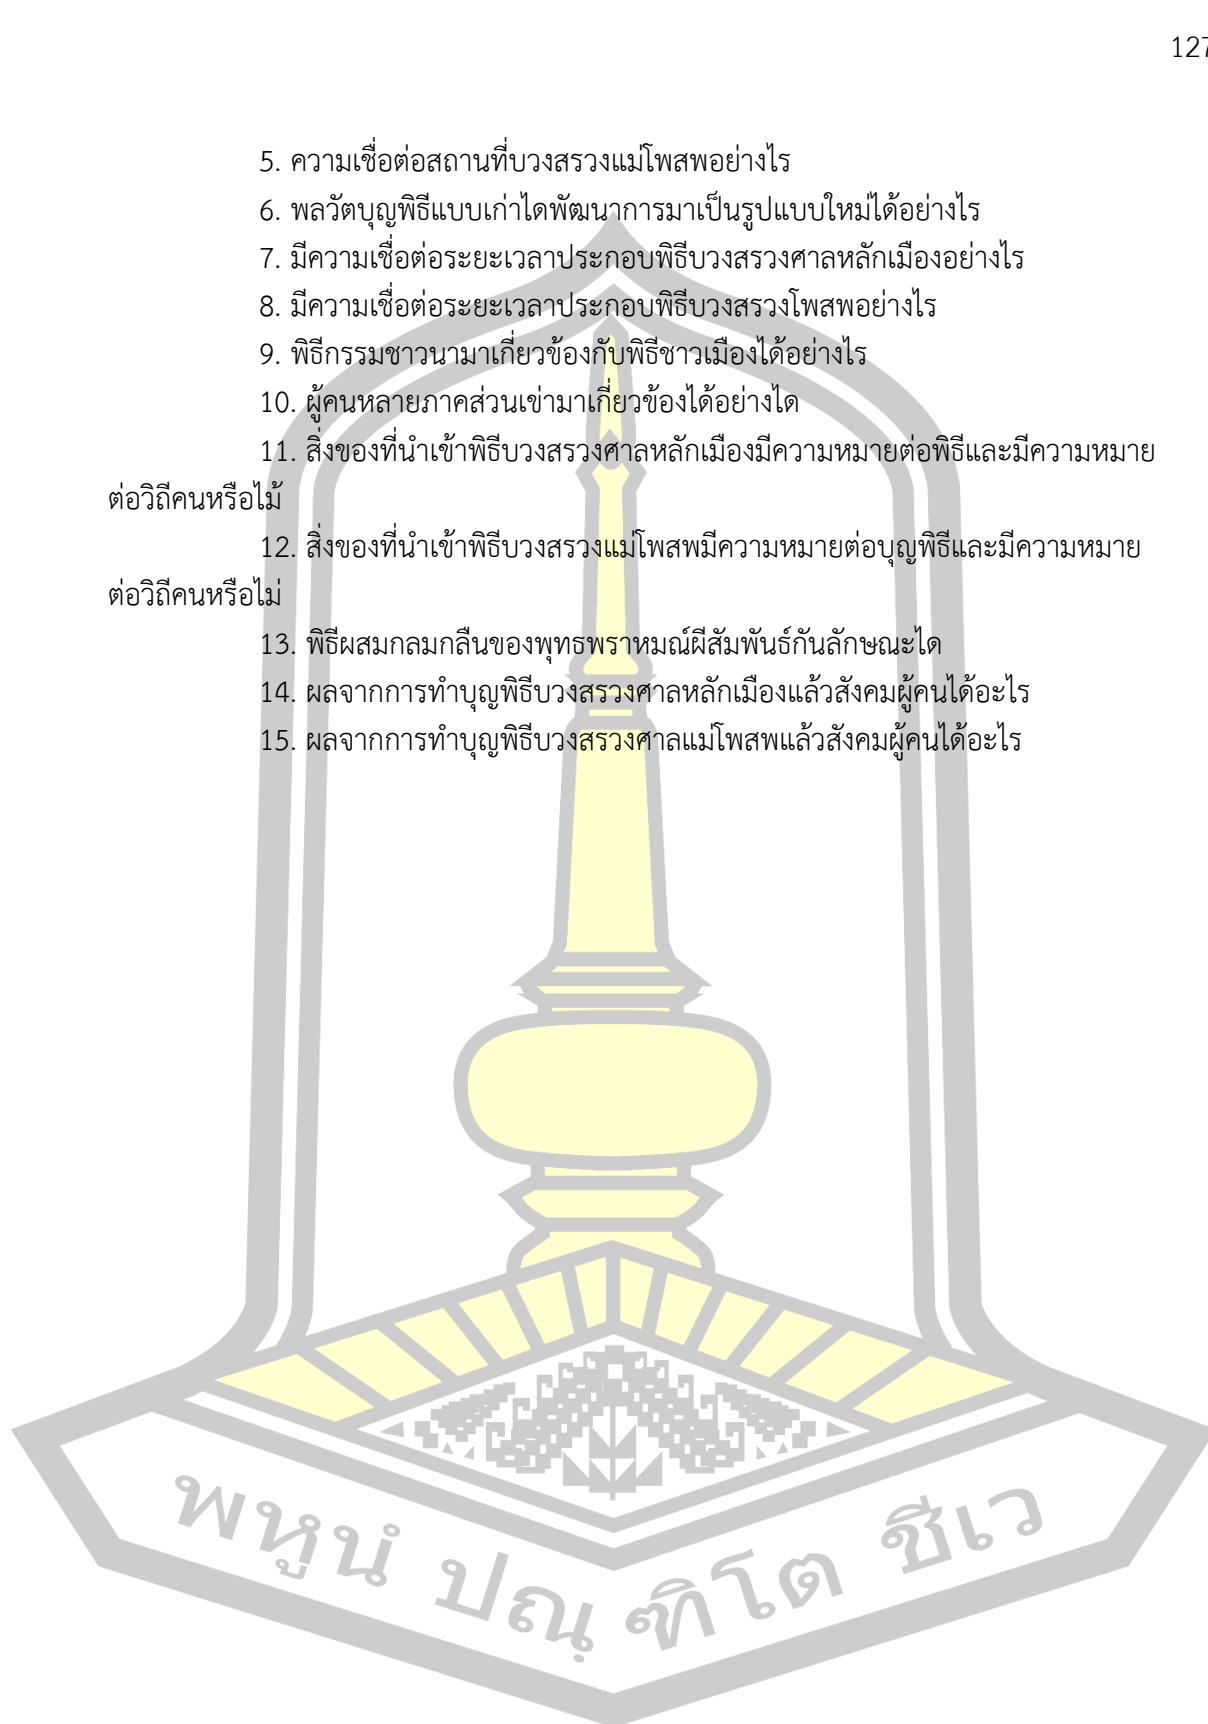 127
5. ความเชื่อต่อสถานที่บวงสรวงแม่โพสพอย่างไร
6. พลวัตบุญพิธีแบบเก่าไดพัฒนาการมาเป็นรูปแบบใหม่ได้อย่างไร
7. มีความเชื่อต่อระยะเวลาประกอบพิธีบวงสรวงศาลหลักเมืองอย่างไร
8. มีความเชื่อต่อระยะเวลาประกอบพิธีบวงสรวงโพสพอย่างไร
9. พิธีกรรมชาวนามาเกี่ยวข้องกับพิธีชาวเมืองได้อย่างไร
10. ผู้คนหลายภาคส่วนเข่ามาเกี่ยวข้องได้อย่างได
11. สิ่งของที่นำเข้าพิธีบวงสรวงศาลหลักเมืองมีความหมายต่อพิธีและมีความหมาย
ต่อวิถีคนหรือไม้
12. สิ่งของที่นำเข้าพิธีบวงสรวงแม่โพสพมีความหมายต่อบุญพิธีและมีความหมาย
ต่อวิถีคนหรือไม่
13. พิธีผสมกลมกลืนของพุทธพราหมณ์ผีสัมพันธ์กันลักษณะได
14. ผลจากการทำบุญพิธีบวงสรวงศาลหลักเมืองแล้วสังคมผู้คนได้อะไร
15. ผลจากการทำบุญพิธีบวงสรวงศาลแม่โพสพแล้วสังคมผู้คนได้อะไร
พหูนํ ปณฺฑิโต ชีเว